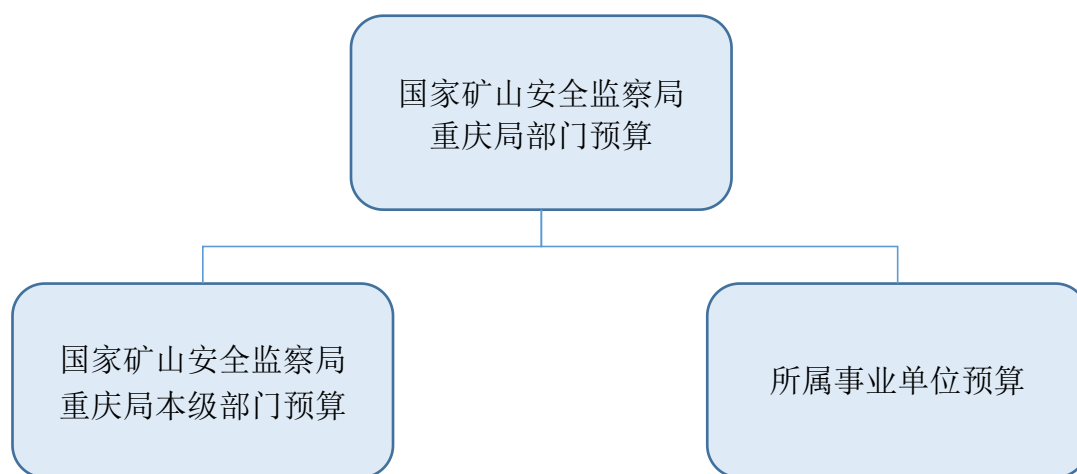 国家矿山安全监察局
重庆局部门预算
国家矿山安全监察局
重庆局本级部门预算
所属事业单位预算